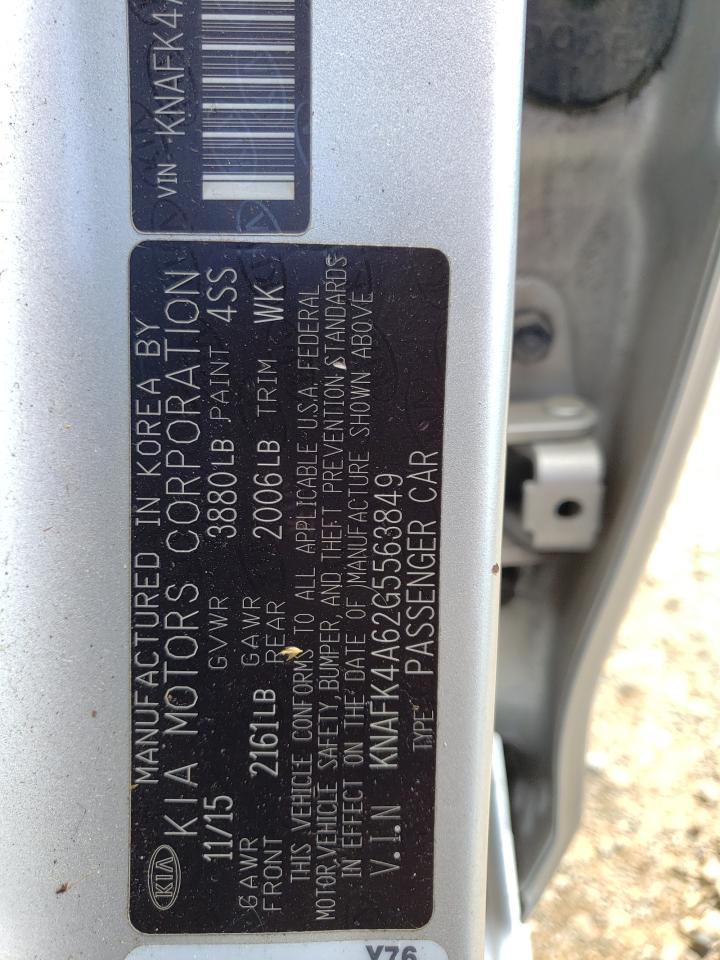 VIN KNAFK4
KIA
MANUFACTURED IN KOREA BY
KIA MOTORS CORPORATION
11/15 GVWR 3880LB PAINT 4SS
GAWR FRONT 2161LB GAWR REAR 2006LB TRIM WK
THIS VEHICLE CONFORMS TO ALL APPLICABLE U.S.A. FEDERAL
MOTOR VEHICLE SAFETY, BUMPER, AND THEFT PREVENTION STANDARDS
IN EFFECT ON THE DATE OF MANUFACTURE SHOWN ABOVE
V.I.N KNAFK4A62G5563849
TYPE PASSENGER CAR
Y76